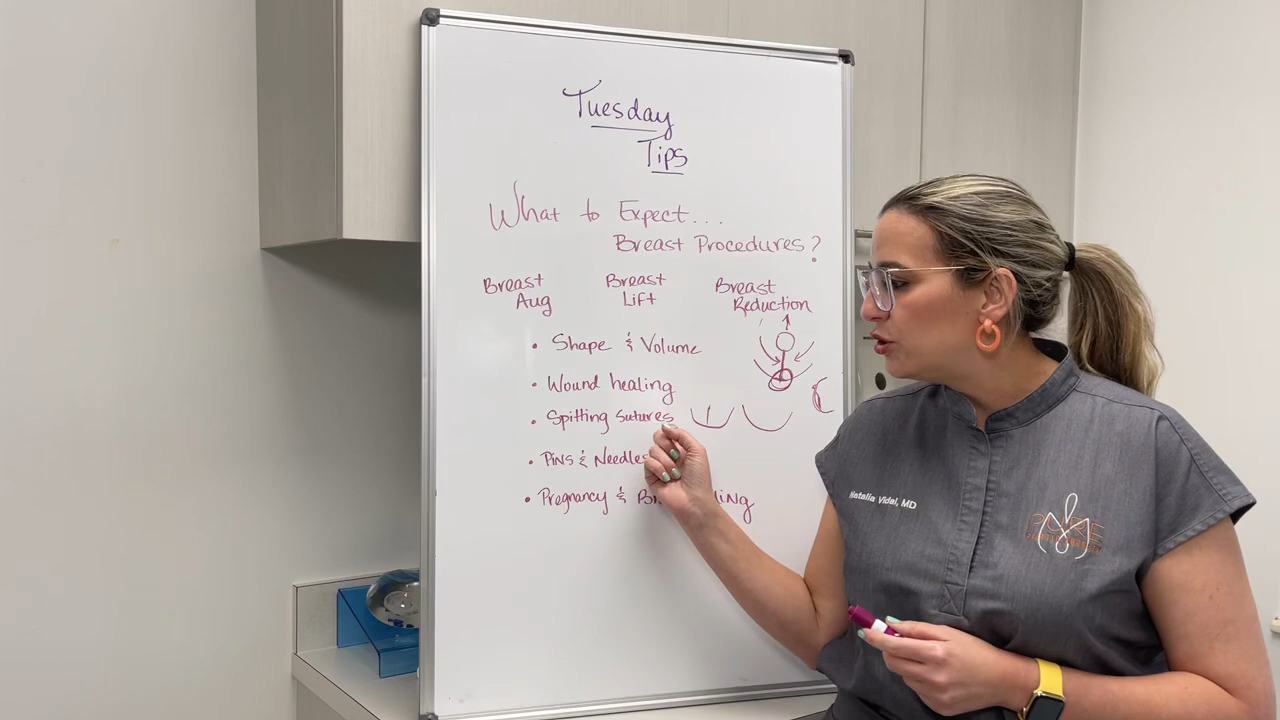 Tuesday
Tips
What to Expect...
Breast Procedures?
Breast
Aug
Breast
Lift
Breast
Reduction
• Shape & Volume
• Wound healing
• Spitting sutures
• Pins & Needles
• Pregnancy &
Natalia Vidal, MD
PURE